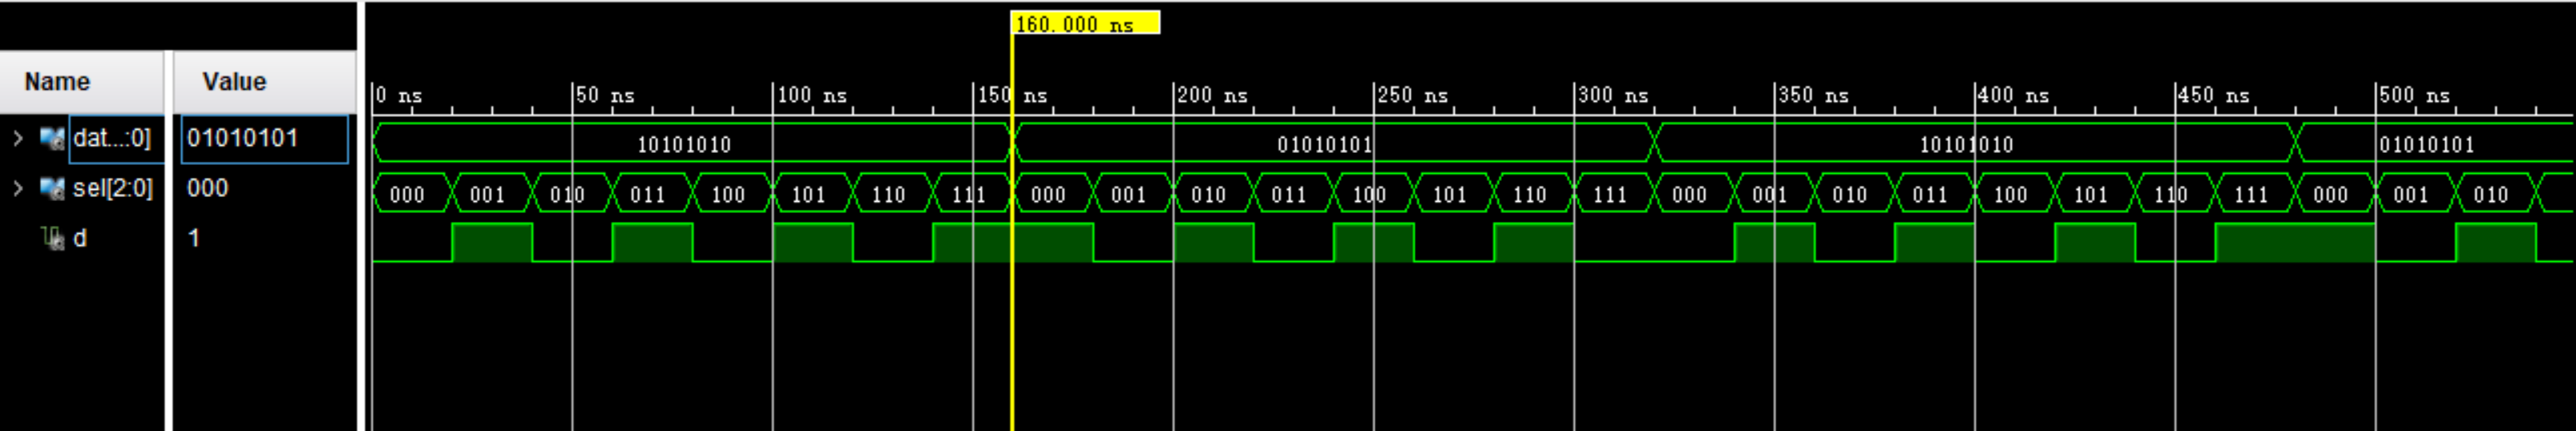 160.000 ns
Name Value
0 ns 50 ns 100 ns 150 ns 200 ns 250 ns 300 ns 350 ns 400 ns 450 ns 500 ns
dat...:0] 01010101 10101010 01010101 10101010 01010101
sel[2:0] 000 000 001 010 011 100 101 110 111 000 001 010 011 100 101 110 111 000 001 010 011 100 101 110 111 000 001 010
d 1